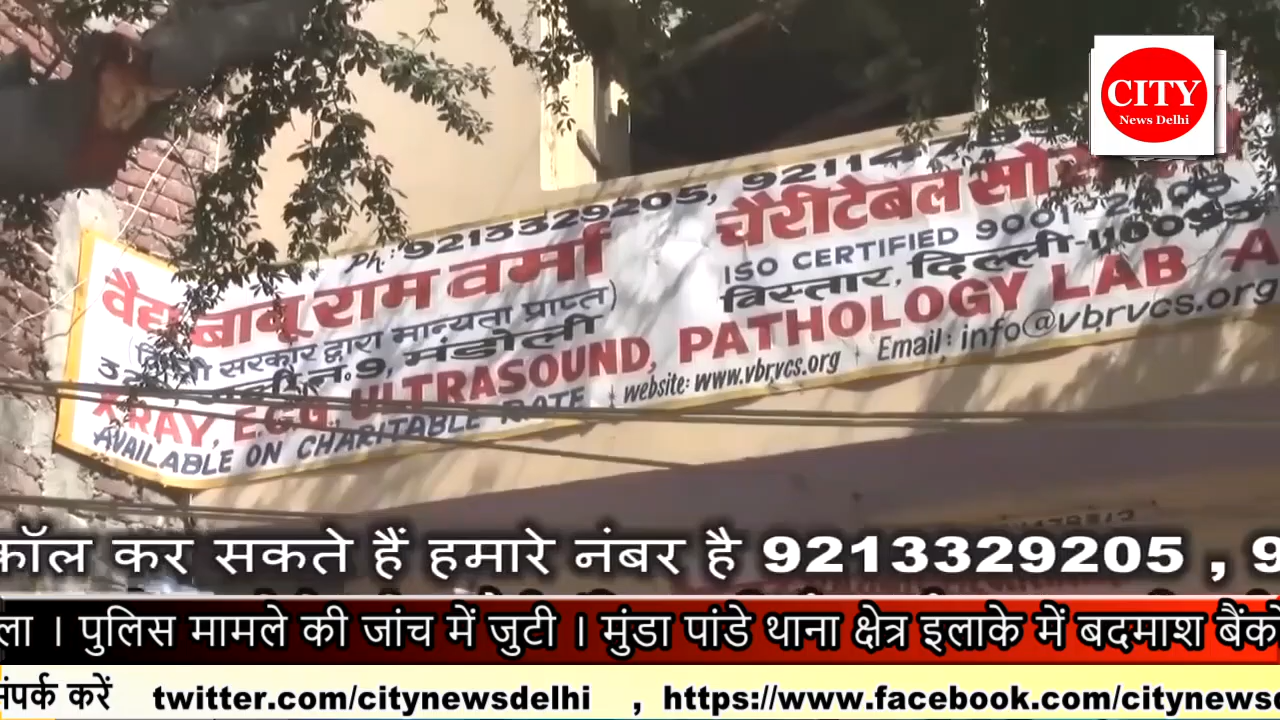 CITY
News Delhi
Ph: 9213329205, 92114
वैद्य बाबू राम वर्मा चैरीटेबल
सरकार द्वारा मान्यता प्राप्त) ISO CERTIFIED 9001
नं. 9, मंडोली विस्तार, दिल्ली-110093
X-RAY, E.C.G., ULTRASOUND, PATHOLOGY LAB
AVAILABLE ON CHARITABLE RATE website: www.vbrvcs.org Email: info@vbrvcs.org
कॉल कर सकते हैं हमारे नंबर है 9213329205 , 9
ला । पुलिस मामले की जांच में जुटी । मुंडा पांडे थाना क्षेत्र इलाके में बदमाश बैंको
संपर्क करें twitter.com/citynewsdelhi , https://www.facebook.com/citynews